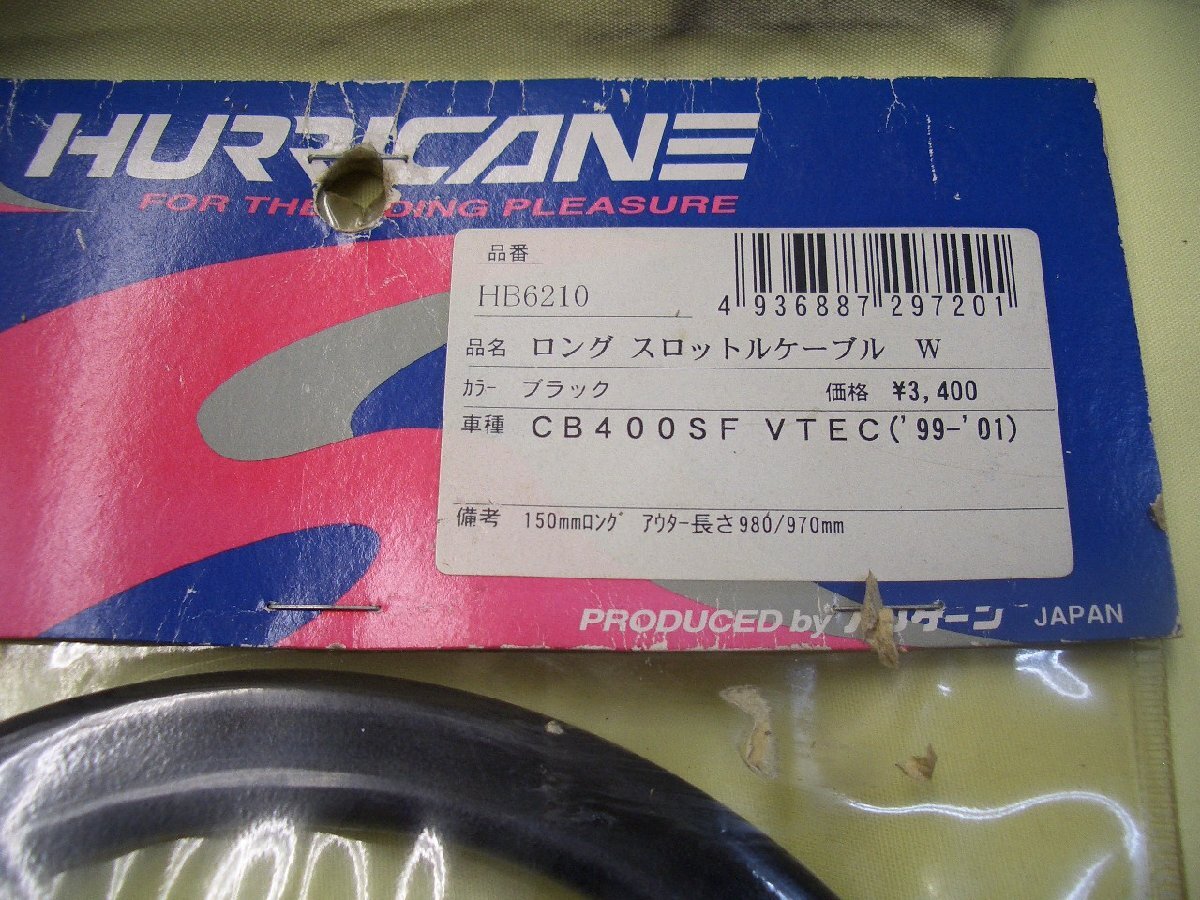 HURRICANE
FOR THE RIDING PLEASURE
品番
HB6210
4936887297201
品名 ロング スロットルケーブル W
ｶﾗｰ ブラック 価格 ¥3,400
車種 CB400SF VTEC('99-'01)
備考 150mmﾛﾝｸﾞ ｱｳﾀｰ長さ980/970mm
PRODUCED by ハリケーン JAPAN